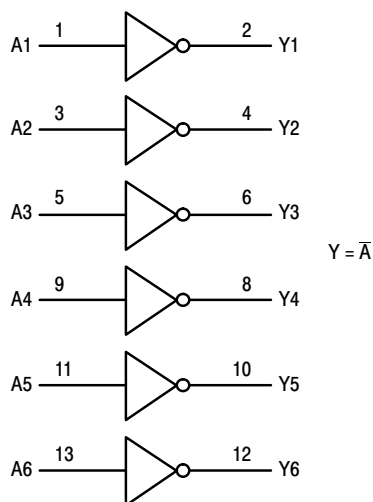 A1 1 2 Y1
A2 3 4 Y2
A3 5 6 Y3
Y = A̅
A4 9 8 Y4
A5 11 10 Y5
A6 13 12 Y6